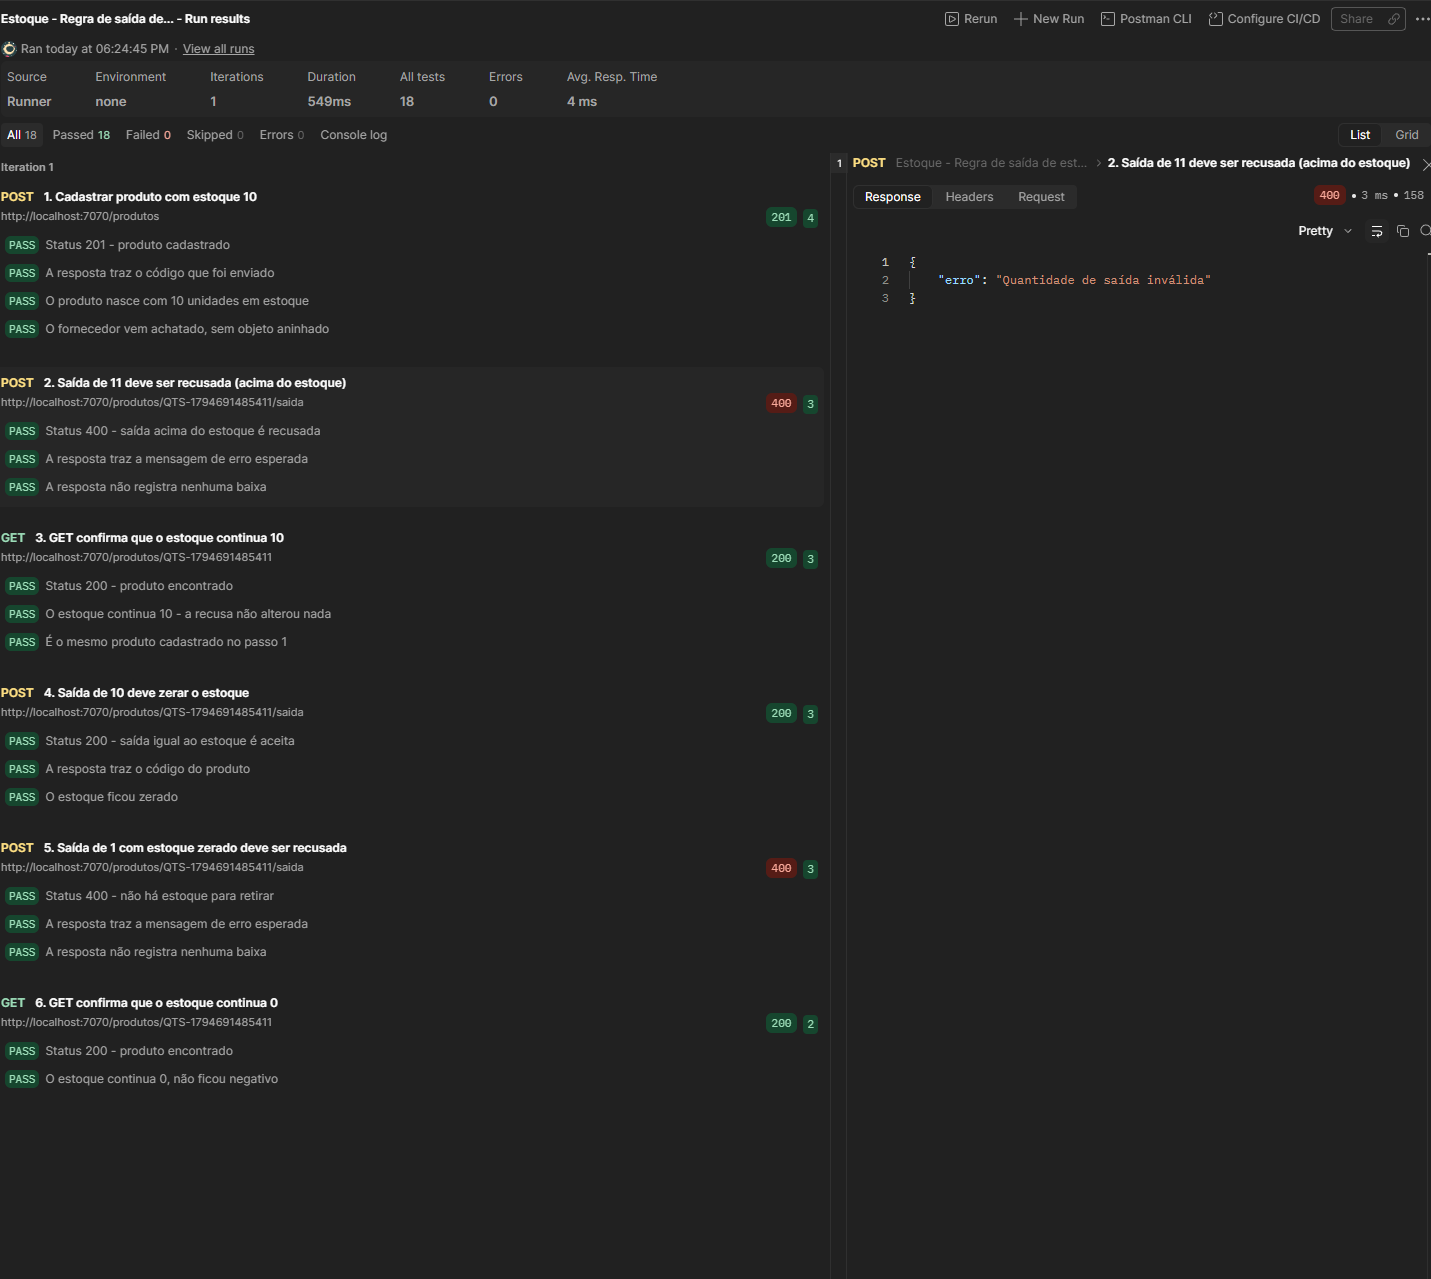 Estoque - Regra de saída de... - Run results
Rerun New Run Postman CLI Configure CI/CD Share
Ran today at 06:24:45 PM · View all runs
Source Environment Iterations Duration All tests Errors Avg. Resp. Time
Runner none 1 549ms 18 0 4 ms
All 18 Passed 18 Failed 0 Skipped 0 Errors 0 Console log
List Grid
Iteration 1
POST 1. Cadastrar produto com estoque 10
http://localhost:7070/produtos
201 4
PASS Status 201 - produto cadastrado
PASS A resposta traz o código que foi enviado
PASS O produto nasce com 10 unidades em estoque
PASS O fornecedor vem achatado, sem objeto aninhado
POST 2. Saída de 11 deve ser recusada (acima do estoque)
http://localhost:7070/produtos/QTS-1794691485411/saida
400 3
PASS Status 400 - saída acima do estoque é recusada
PASS A resposta traz a mensagem de erro esperada
PASS A resposta não registra nenhuma baixa
GET 3. GET confirma que o estoque continua 10
http://localhost:7070/produtos/QTS-1794691485411
200 3
PASS Status 200 - produto encontrado
PASS O estoque continua 10 - a recusa não alterou nada
PASS É o mesmo produto cadastrado no passo 1
POST 4. Saída de 10 deve zerar o estoque
http://localhost:7070/produtos/QTS-1794691485411/saida
200 3
PASS Status 200 - saída igual ao estoque é aceita
PASS A resposta traz o código do produto
PASS O estoque ficou zerado
POST 5. Saída de 1 com estoque zerado deve ser recusada
http://localhost:7070/produtos/QTS-1794691485411/saida
400 3
PASS Status 400 - não há estoque para retirar
PASS A resposta traz a mensagem de erro esperada
PASS A resposta não registra nenhuma baixa
GET 6. GET confirma que o estoque continua 0
http://localhost:7070/produtos/QTS-1794691485411
200 2
PASS Status 200 - produto encontrado
PASS O estoque continua 0, não ficou negativo
1
POST Estoque - Regra de saída de est... > 2. Saída de 11 deve ser recusada (acima do estoque)
Response Headers Request
400 • 3 ms • 158
Pretty
1 {
2 "erro": "Quantidade de saída inválida"
3 }